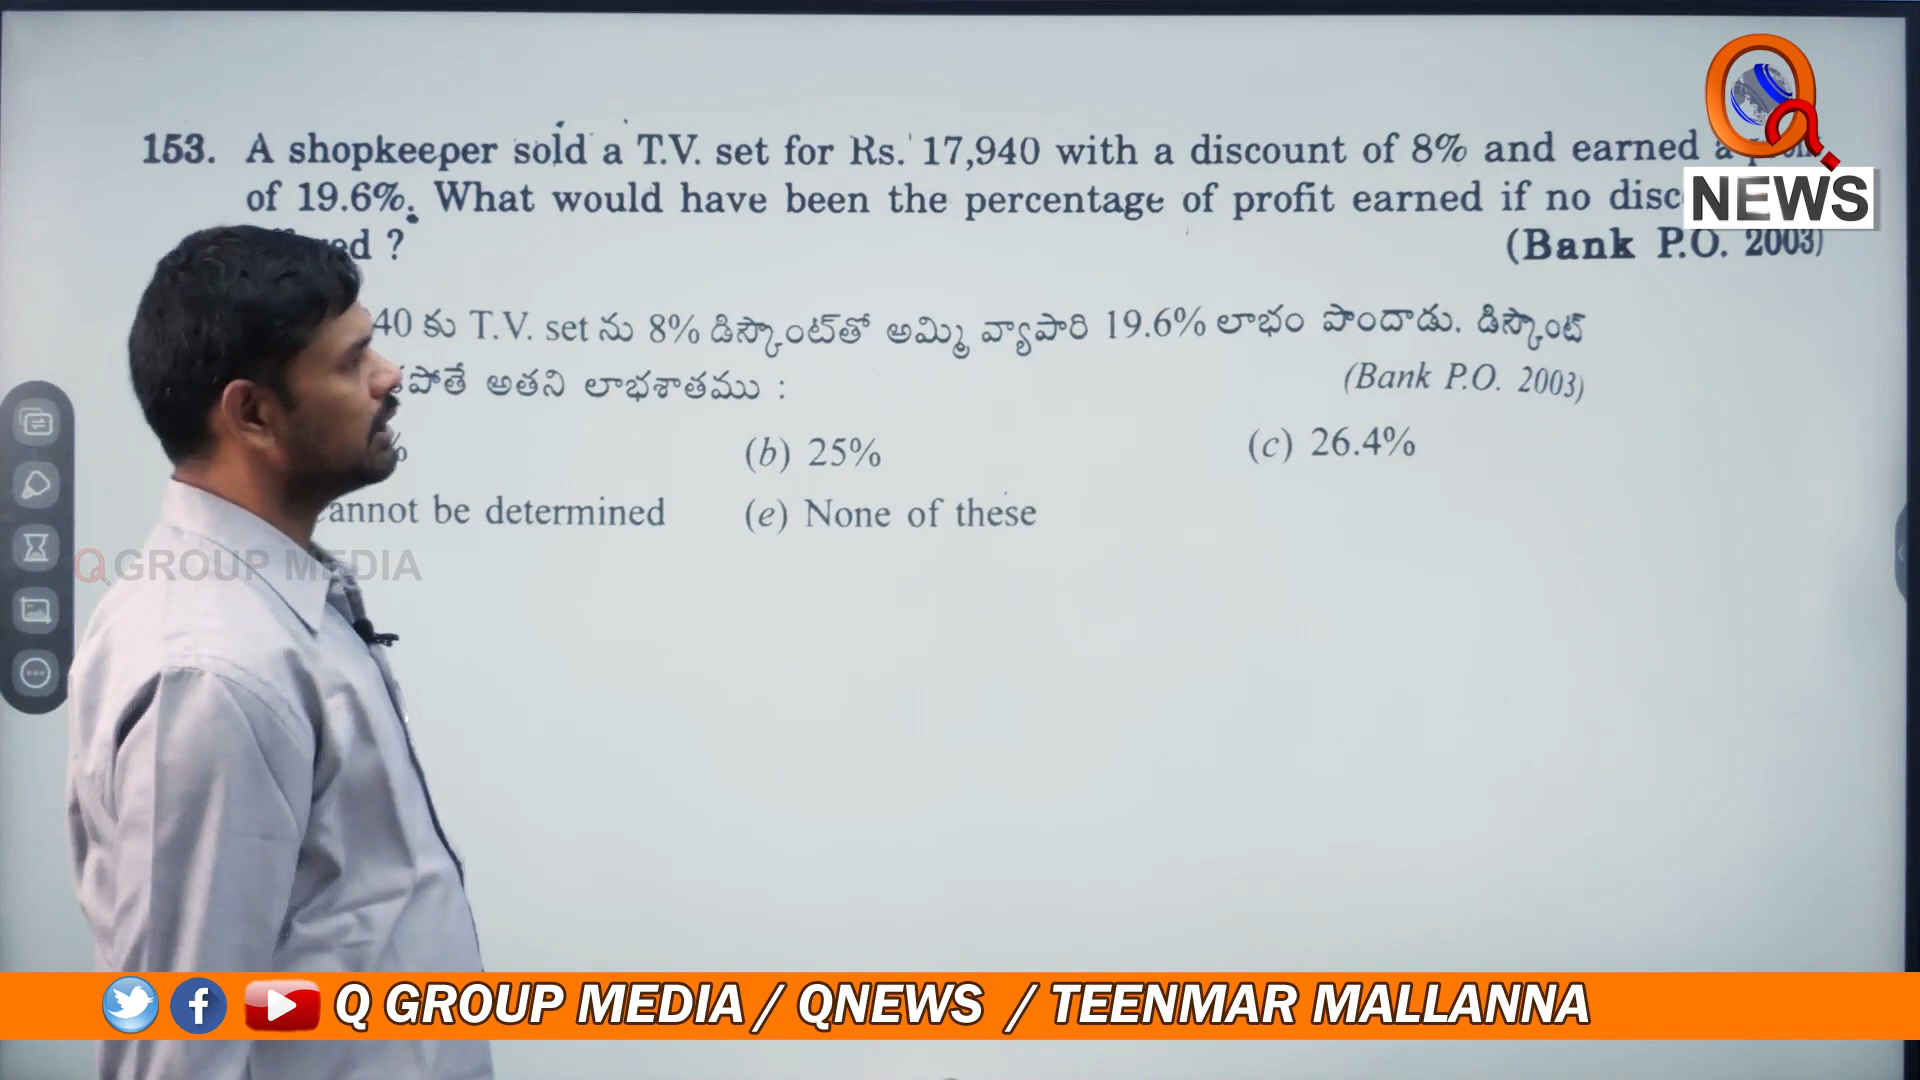 153. A shopkeeper sold a T.V. set for Rs. 17,940 with a discount of 8% and earned a
of 19.6%. What would have been the percentage of profit earned if no
?
(Bank P.O. 2003)
40 కు T.V. set ను 8% డిస్కౌంట్‌తో అమ్మి వ్యాపారి 19.6% లాభం పొందాడు. డిస్కౌంట్
అతని లాభశాతము :
(Bank P.O. 2003)
%
(b) 25%
(c) 26.4%
be determined
(e) None of these
Q NEWS
Q GROUP MEDIA
Q GROUP MEDIA / QNEWS / TEENMAR MALLANNA